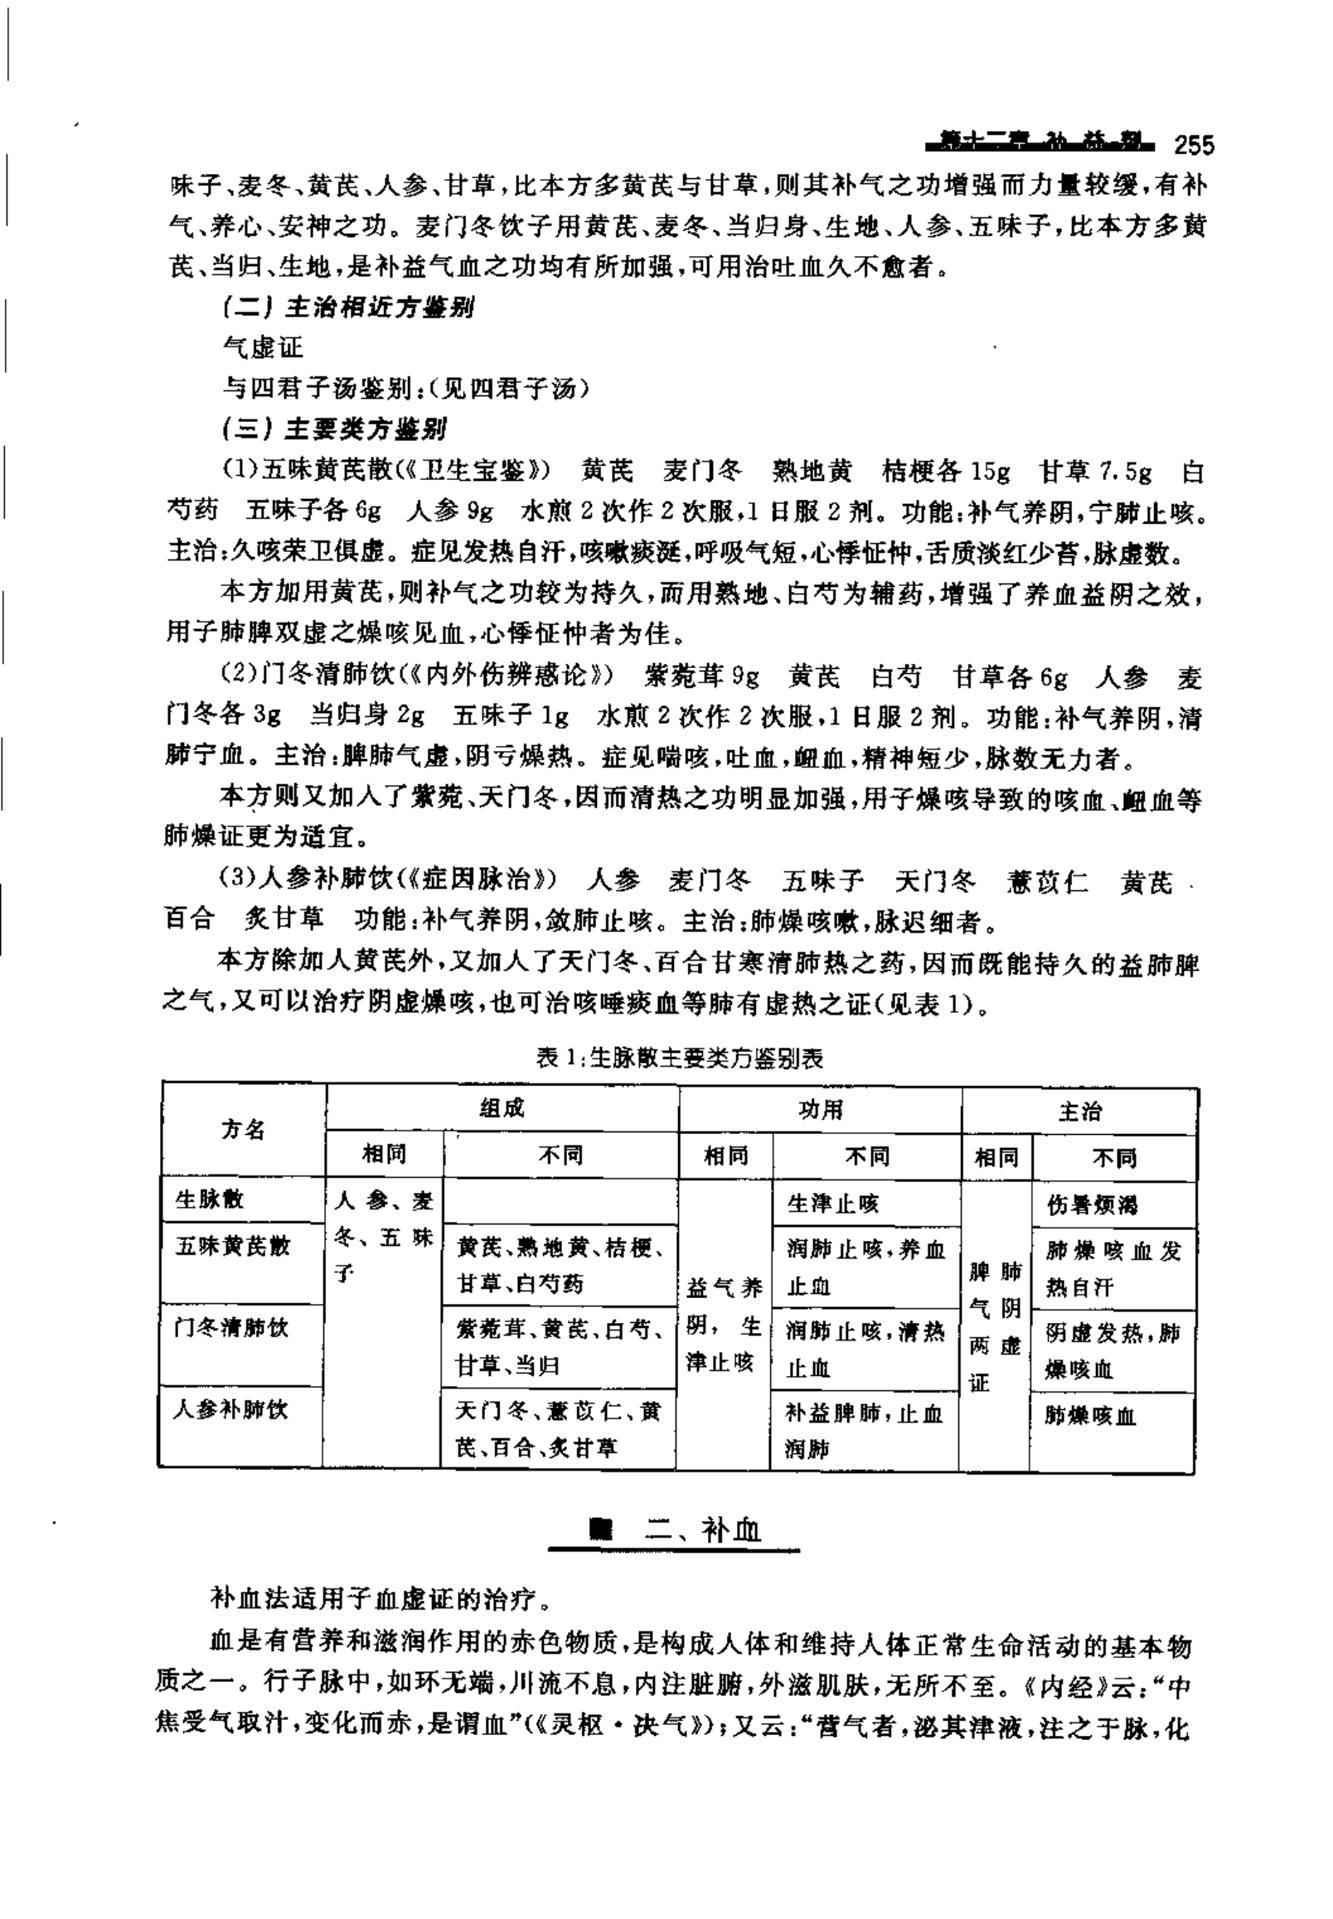 第十二章 补 益 剂 255
味子、麦冬、黄芪、人参、甘草,比本方多黄芪与甘草,则其补气之功增强而力量较缓,有补
气、养心、安神之功。麦门冬饮子用黄芪、麦冬、当归身、生地、人参、五味子,比本方多黄
芪、当归、生地,是补益气血之功均有所加强,可用治吐血久不愈者。
(二)主治相近方鉴别
气虚证
与四君子汤鉴别:(见四君子汤)
(三)主要类方鉴别
(1)五味黄芪散(《卫生宝鉴》) 黄芪 麦门冬 熟地黄 桔梗各 15g 甘草 7.5g 白
芍药 五味子各 6g 人参 9g 水煎 2 次作 2 次服,1 日服 2 剂。功能:补气养阴,宁肺止咳。
主治:久咳荣卫俱虚。症见发热自汗,咳嗽痰涎,呼吸气短,心悸怔忡,舌质淡红少苔,脉虚数。
本方加用黄芪,则补气之功较为持久,而用熟地、白芍为辅药,增强了养血益阴之效,
用于肺脾双虚之燥咳见血,心悸怔忡者为佳。
(2)门冬清肺饮(《内外伤辨惑论》) 紫菀茸 9g 黄芪 白芍 甘草各 6g 人参 麦
门冬各 3g 当归身 2g 五味子 1g 水煎 2 次作 2 次服,1 日服 2 剂。功能:补气养阴,清
肺宁血。主治:脾肺气虚,阴亏燥热。症见喘咳,吐血,衄血,精神短少,脉数无力者。
本方则又加入了紫菀、天门冬,因而清热之功明显加强,用于燥咳导致的咳血、衄血等
肺燥证更为适宜。
(3)人参补肺饮(《症因脉治》) 人参 麦门冬 五味子 天门冬 薏苡仁 黄芪
百合 炙甘草 功能:补气养阴,敛肺止咳。主治:肺燥咳嗽,脉迟细者。
本方除加入黄芪外,又加入了天门冬、百合甘寒清肺热之药,因而既能持久的益肺脾
之气,又可以治疗阴虚燥咳,也可治咳唾痰血等肺有虚热之证(见表 1)。
表 1:生脉散主要类方鉴别表
方名 组成 功用 主治
相同 不同 相同 不同 相同 不同
生脉散 人参、麦 生津止咳 伤暑烦渴
五味黄芪散 冬、五味 黄芪、熟地黄、桔梗、 润肺止咳,养血 肺燥咳血发
子 甘草、白芍药 益气养 止血 脾肺 热自汗
门冬清肺饮 紫菀茸、黄芪、白芍、 阴,生 润肺止咳,清热 气阴 阴虚发热,肺
甘草、当归 津止咳 止血 两虚 燥咳血
人参补肺饮 天门冬、薏苡仁、黄 补益脾肺,止血 证 肺燥咳血
芪、百合、炙甘草 润肺
二、补血
补血法适用于血虚证的治疗。
血是有营养和滋润作用的赤色物质,是构成人体和维持人体正常生命活动的基本物
质之一。行于脉中,如环无端,川流不息,内注脏腑,外滋肌肤,无所不至。《内经》云:“中
焦受气取汁,变化而赤,是谓血”(《灵枢·决气》);又云:“营气者,泌其津液,注之于脉,化